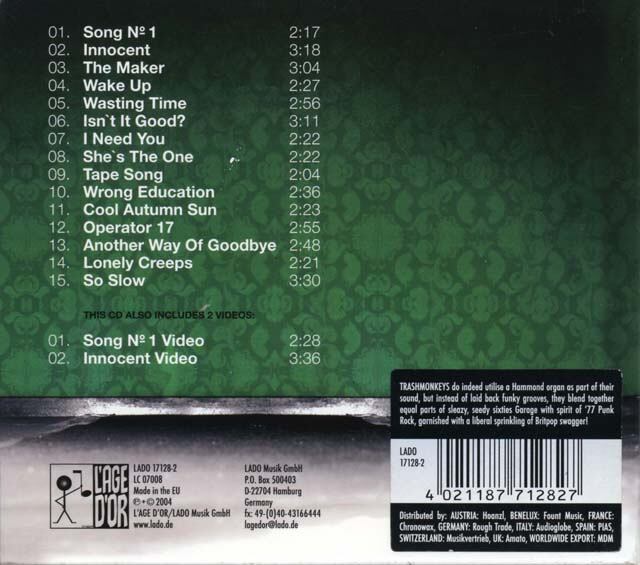 01. Song Nº 1 2:17
02. Innocent 3:18
03. The Maker 3:04
04. Wake Up 2:27
05. Wasting Time 2:56
06. Isn`t It Good? 3:11
07. I Need You 2:22
08. She`s The One 2:22
09. Tape Song 2:04
10. Wrong Education 2:36
11. Cool Autumn Sun 2:23
12. Operator 17 2:55
13. Another Way Of Goodbye 2:48
14. Lonely Creeps 2:21
15. So Slow 3:30
THIS CD ALSO INCLUDES 2 VIDEOS:
01. Song Nº 1 Video 2:28
02. Innocent Video 3:36
TRASHMONKEYS do indeed utilise a Hammond organ as part of their
sound, but instead of laid back funky grooves, they blend together
equal parts of sleazy, seedy sixties Garage with spirit of '77 Punk
Rock, garnished with a liberal sprinkling of Britpop swagger!
LADO
17128-2
4 021187 712827
Distributed by: AUSTRIA: Hoanzl, BENELUX: Fount Music, FRANCE:
Chronowax, GERMANY: Rough Trade, ITALY: Audioglobe, SPAIN: PIAS,
SWITZERLAND: Musikvertrieb, UK: Amato, WORLDWIDE EXPORT: MDM
L'AGE
D'OR
LADO 17128-2
LC 07008
Made in the EU
℗ + © 2004
L'AGE D'OR/LADO Musik GmbH
www.lado.de
LADO Musik GmbH
P.O. Box 500403
D-22704 Hamburg
Germany
fx: 49-(0)40-43166444
lagedor@lado.de